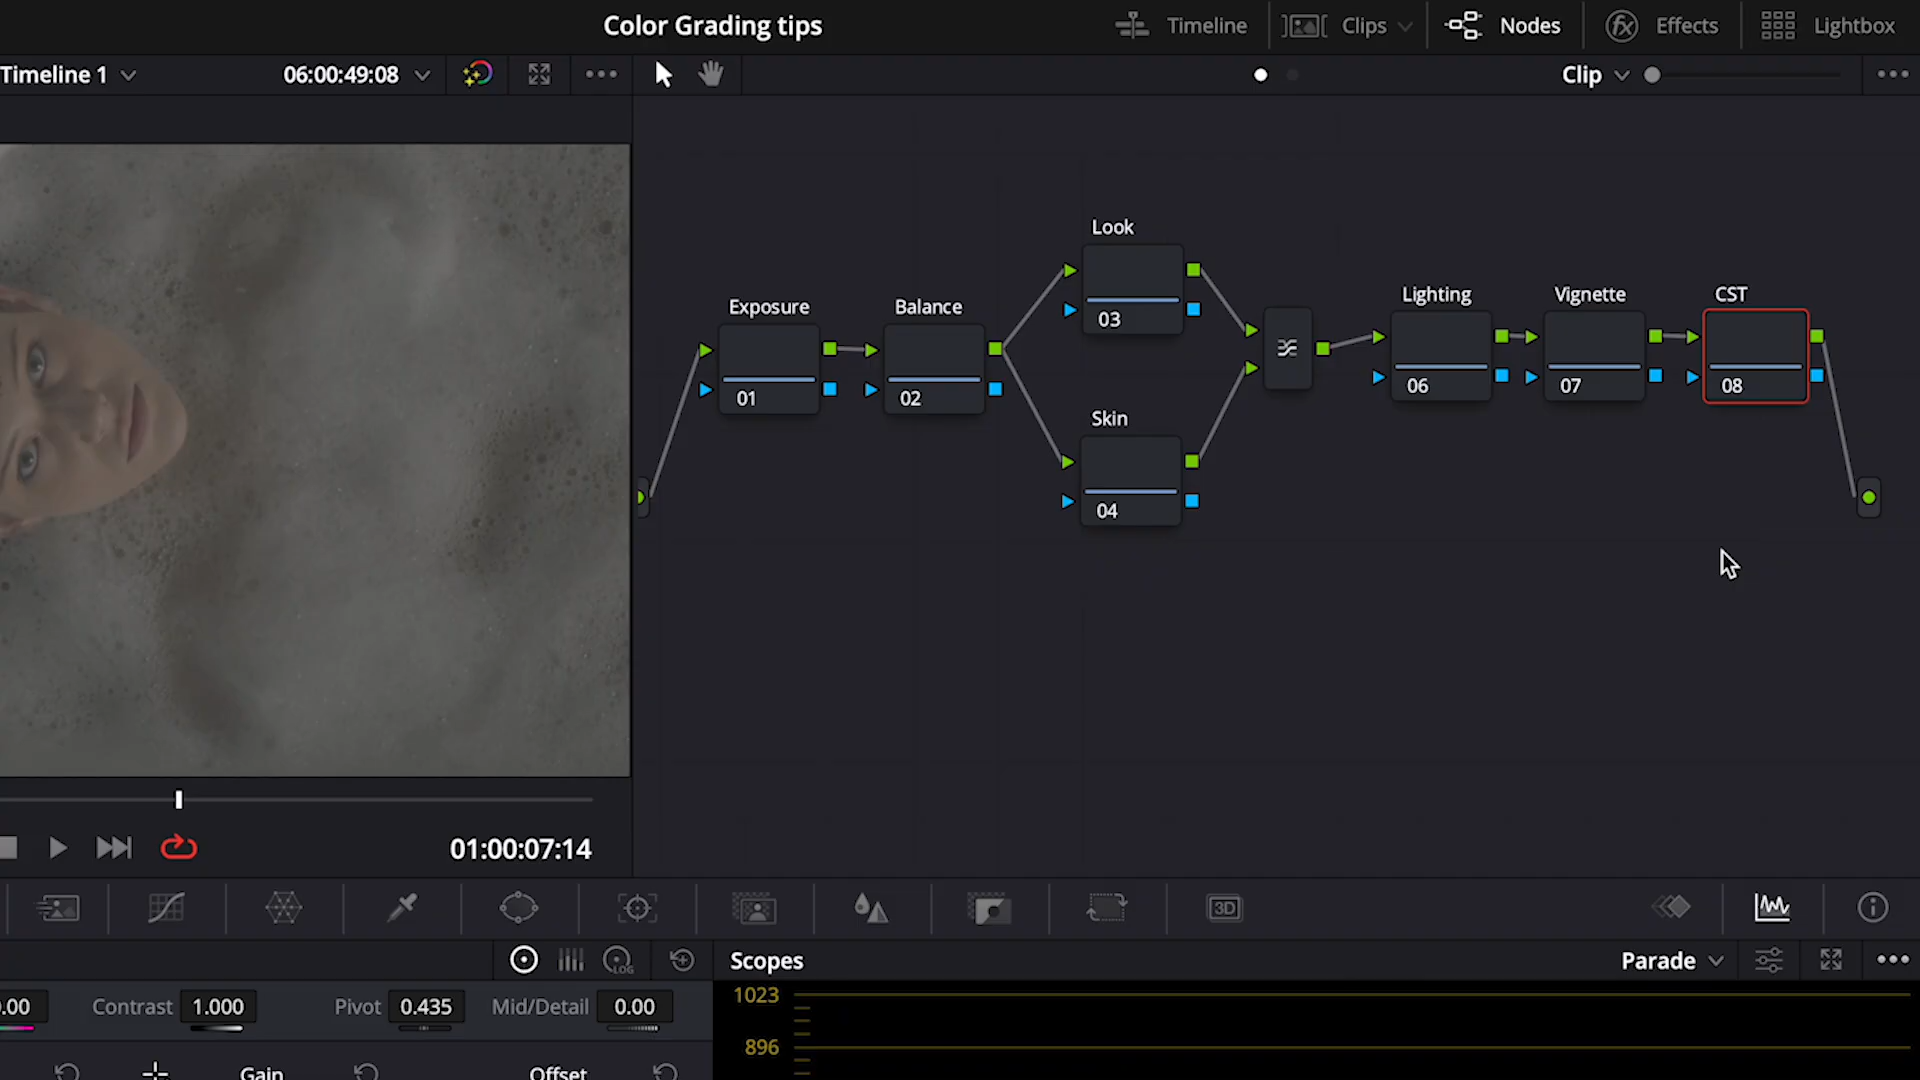 Color Grading tips
Timeline
Clips
Nodes
Effects
Lightbox
Timeline 1
06:00:49:08
Clip
Look
03
Exposure
01
Balance
02
Skin
04
Lighting
06
Vignette
07
CST
08
01:00:07:14
3D
LOG
Scopes
Parade
.00
Contrast 1.000
Pivot 0.435
Mid/Detail 0.00
1023
896
Gain
Offset